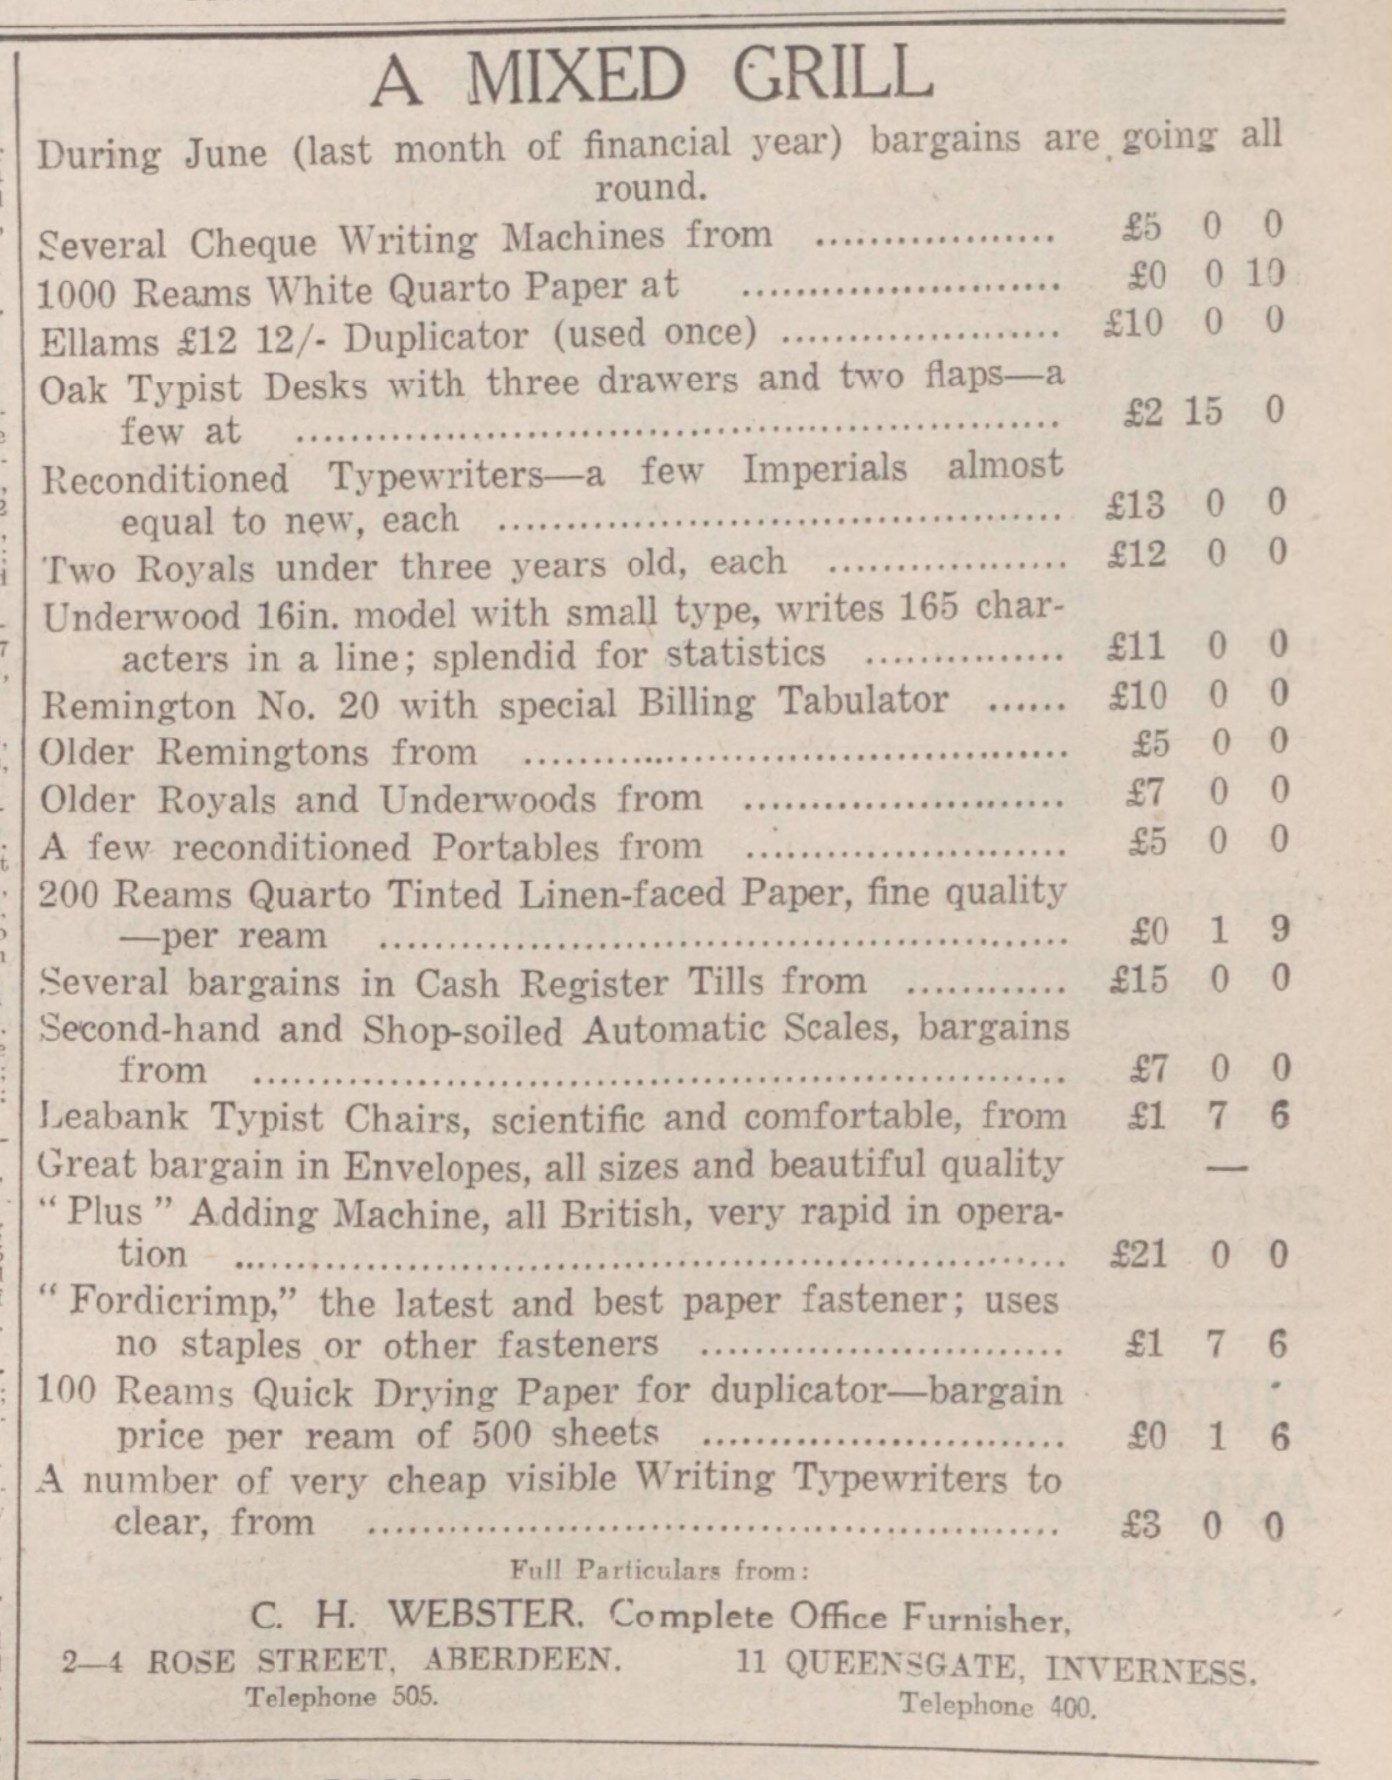 A MIXED GRILL
During June (last month of financial year) bargains are going all
round.
Several Cheque Writing Machines from .................. £5 0 0
1000 Reams White Quarto Paper at ........................ £0 0 10
Ellams £12 12/- Duplicator (used once) ..................... £10 0 0
Oak Typist Desks with three drawers and two flaps—a
few at ......................................................... £2 15 0
Reconditioned Typewriters—a few Imperials almost
equal to new, each .......................................... £13 0 0
Two Royals under three years old, each .................. £12 0 0
Underwood 16in. model with small type, writes 165 char-
acters in a line; splendid for statistics ............... £11 0 0
Remington No. 20 with special Billing Tabulator ...... £10 0 0
Older Remingtons from ......................................... £5 0 0
Older Royals and Underwoods from ........................ £7 0 0
A few reconditioned Portables from ........................ £5 0 0
200 Reams Quarto Tinted Linen-faced Paper, fine quality
—per ream ................................................... £0 1 9
Several bargains in Cash Register Tills from ............ £15 0 0
Second-hand and Shop-soiled Automatic Scales, bargains
from ............................................................ £7 0 0
Leabank Typist Chairs, scientific and comfortable, from £1 7 6
Great bargain in Envelopes, all sizes and beautiful quality —
“ Plus ” Adding Machine, all British, very rapid in opera-
tion .............................................................. £21 0 0
“ Fordicrimp,” the latest and best paper fastener; uses
no staples or other fasteners ........................... £1 7 6
100 Reams Quick Drying Paper for duplicator—bargain
price per ream of 500 sheets ........................... £0 1 6
A number of very cheap visible Writing Typewriters to
clear, from .................................................... £3 0 0
Full Particulars from:
C. H. WEBSTER. Complete Office Furnisher,
2—4 ROSE STREET, ABERDEEN. 11 QUEENSGATE, INVERNESS.
Telephone 505. Telephone 400.